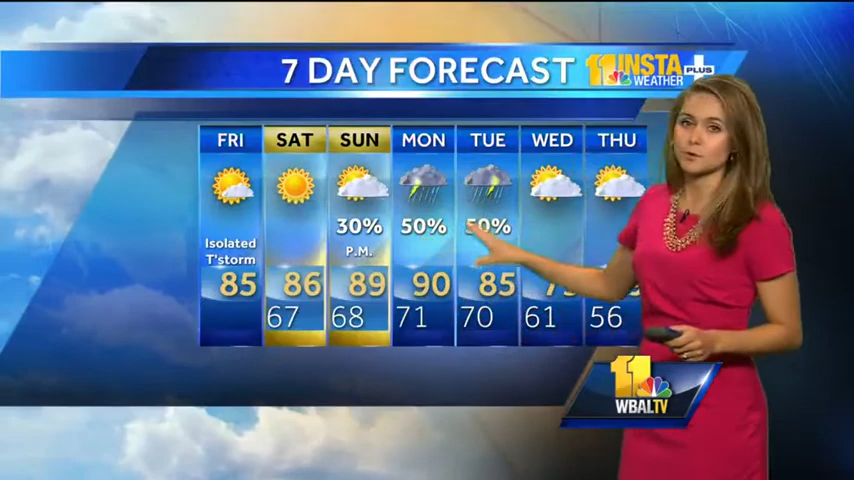 7 DAY FORECAST
11 INSTA
WEATHER PLUS
FRI SAT SUN MON TUE WED THU
30% 50% 50%
Isolated
T'storm
P.M.
85 86 89 90 85
67 68 71 70 61 56
11
WBALTV